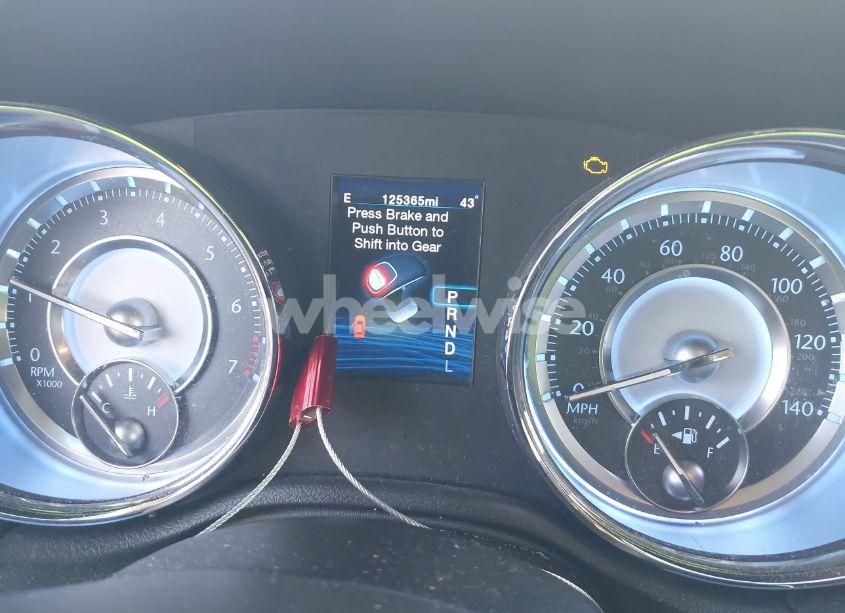 E 125365mi 43°
Press Brake and
Push Button to
Shift into Gear
P
R
N
D
L
wheelwise
0 1 2 3 4 5 6 7
RPM
X1000
C H
0 20 40 60 80 100 120 140
MPH
km/h
E F